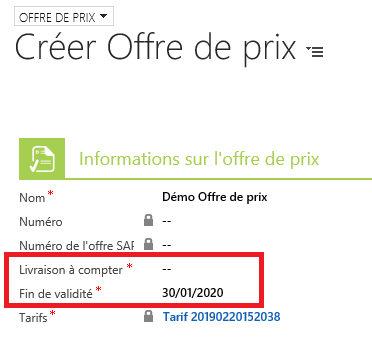 OFFRE DE PRIX
Créer Offre de prix
Informations sur l'offre de prix
Nom * Démo Offre de prix
Numéro --
Numéro de l'offre SAP --
Livraison à compter * --
Fin de validité * 30/01/2020
Tarifs * Tarif 20190220152038